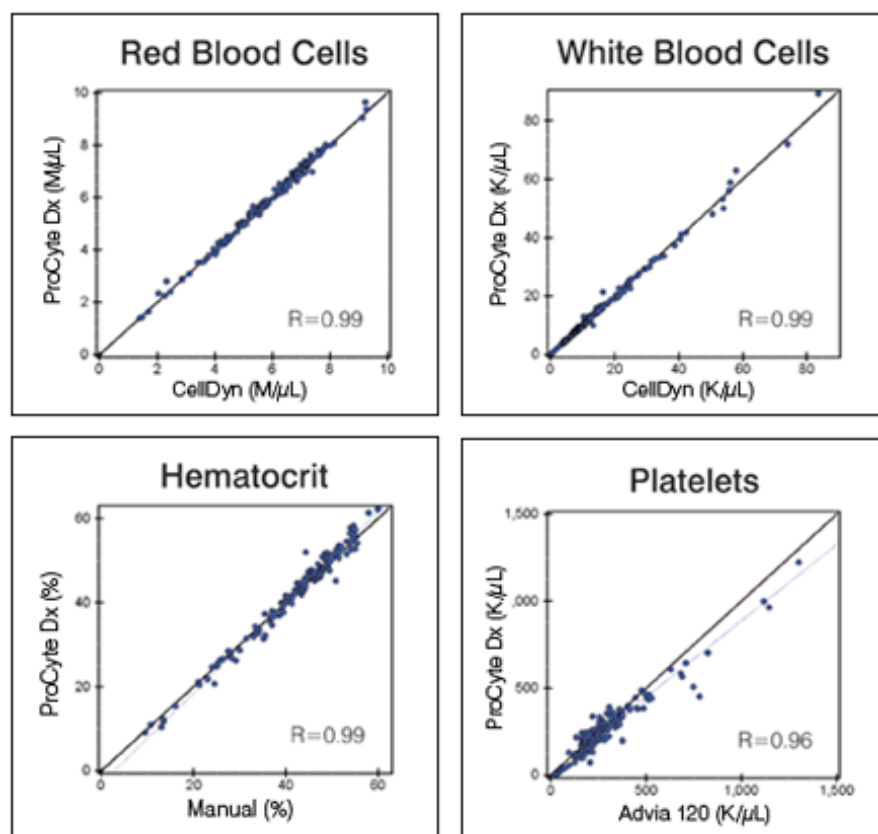 Red Blood Cells
10
8
6
4
2
0
0
2
4
6
8
10
ProCyte Dx (M/µL)
CellDyn (M/µL)
R=0.99
White Blood Cells
80
60
40
20
0
0
20
40
60
80
ProCyte Dx (K/µL)
CellDyn (K/µL)
R=0.99
Hematocrit
60
40
20
0
0
20
40
60
ProCyte Dx (%)
Manual (%)
R=0.99
Platelets
1,500
,000
500
0
0
500
1,000
1,500
ProCyte Dx (K/µL)
Advia 120 (K/µL)
R=0.96